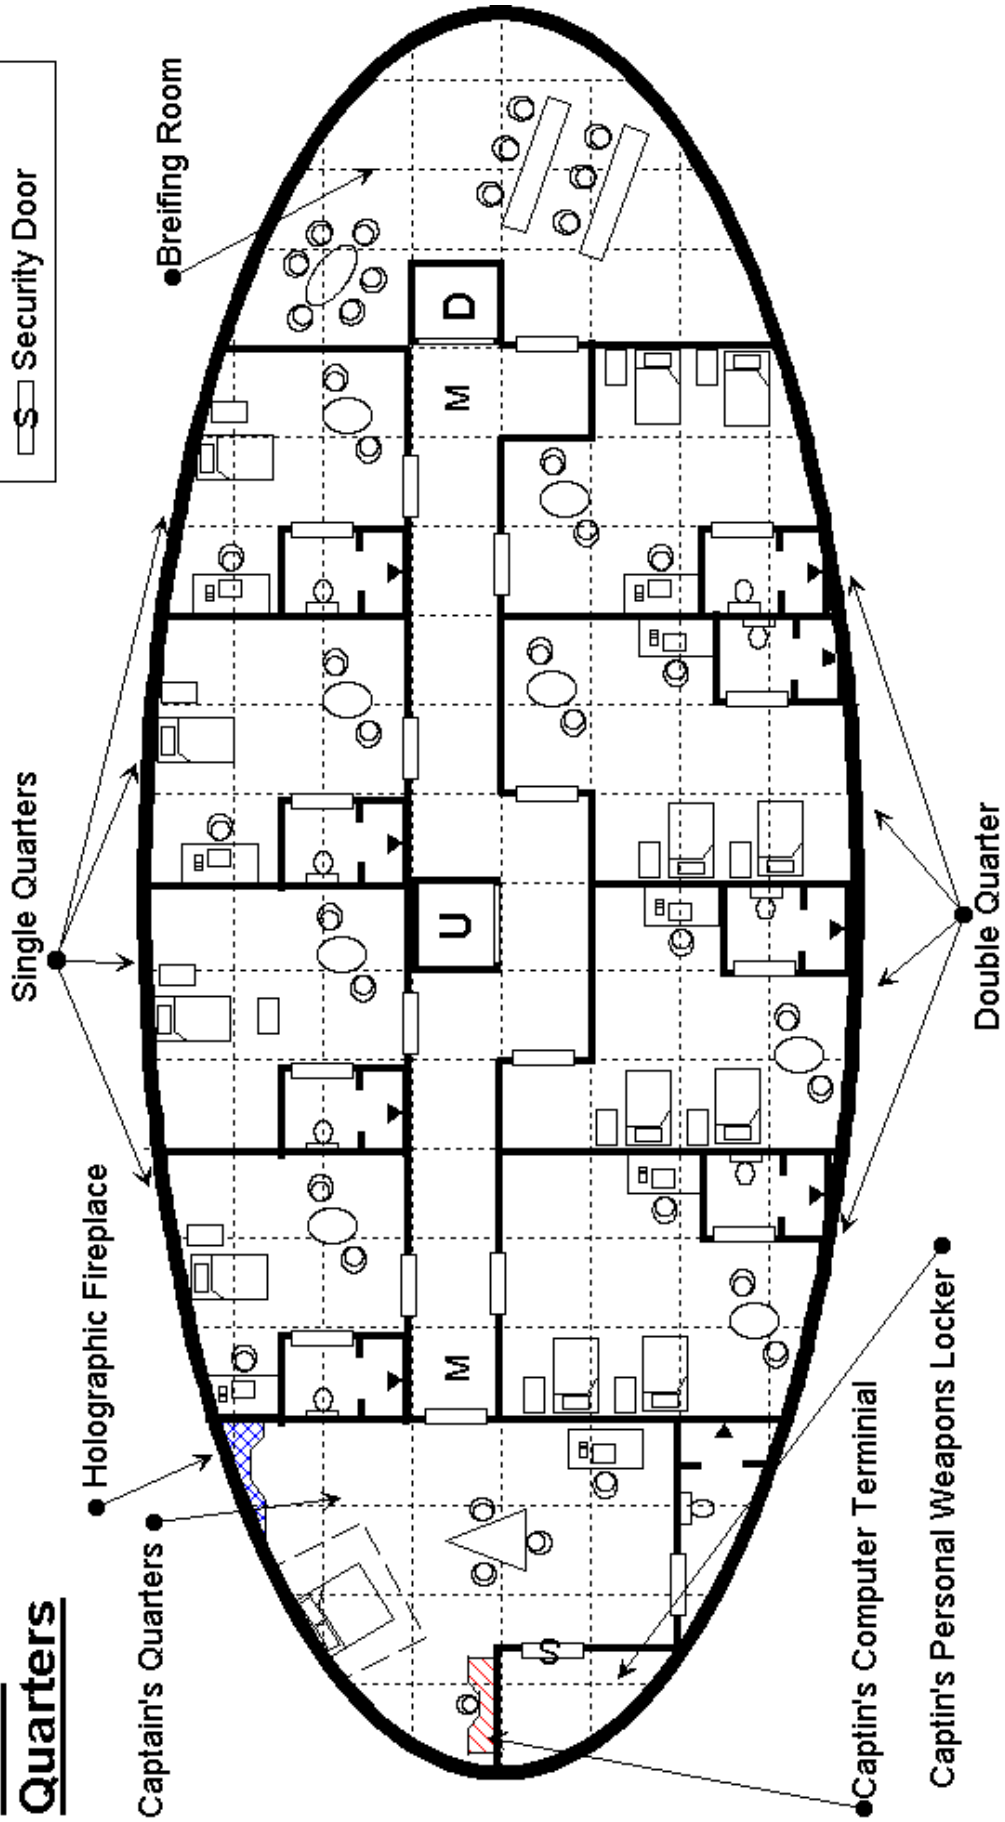 Quarters
S Security Door
Breifing Room
Single Quarters
Holographic Fireplace
Captain's Quarters
D
M
U
M
S
Double Quarter
Captin's Computer Terminial
Captin's Personal Weapons Locker